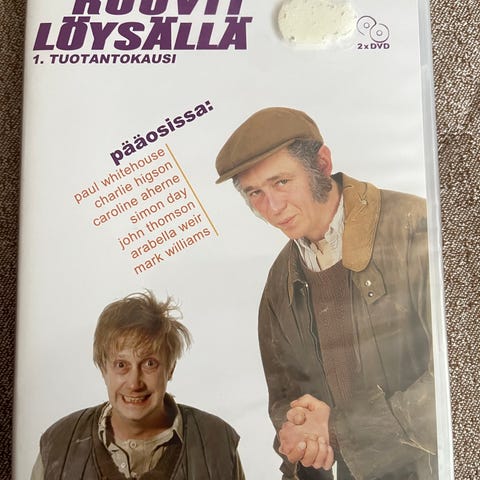 RUUVIT
LÖYSÄLLÄ
1. TUOTANTOKAUSI
2 x DVD
pääosissa:
paul whitehouse
charlie higson
caroline aherne
simon day
john thomson
arabella weir
mark williams